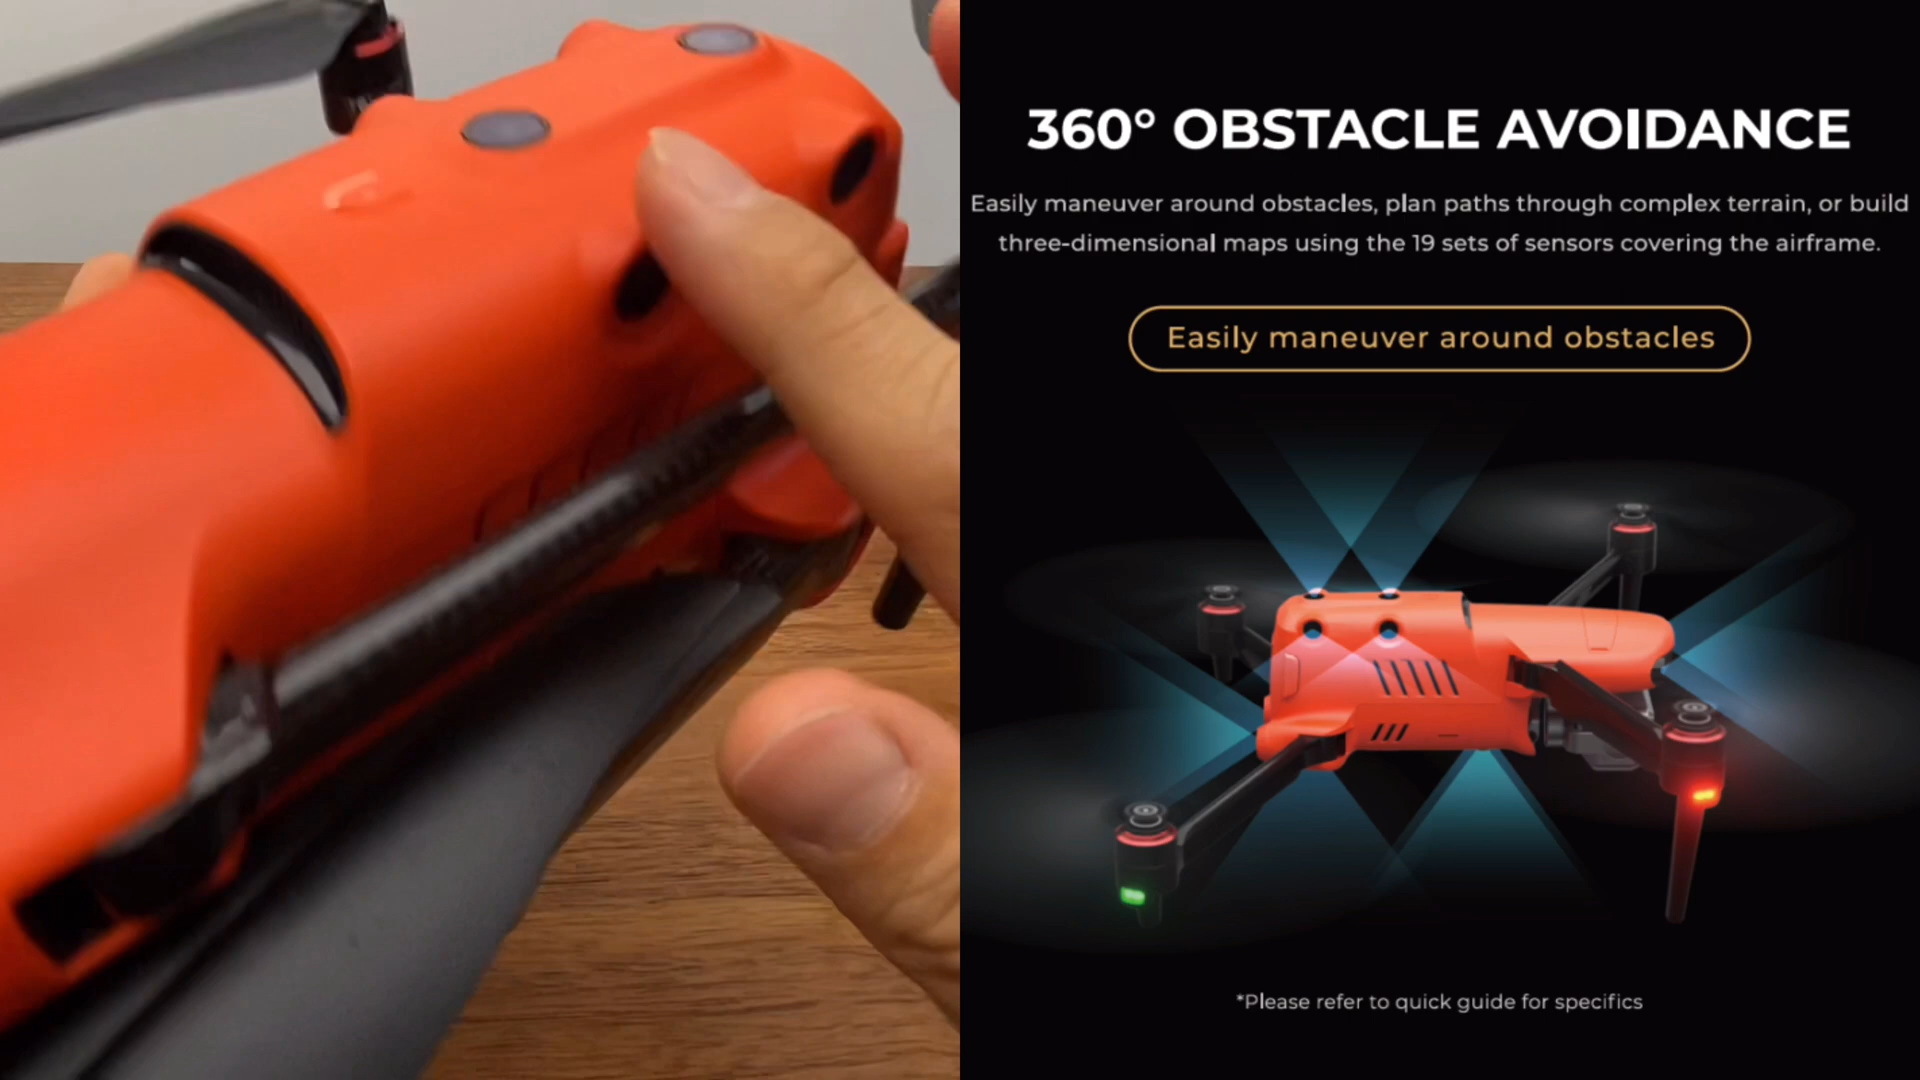 360° OBSTACLE AVOIDANCE
Easily maneuver around obstacles, plan paths through complex terrain, or build
three-dimensional maps using the 19 sets of sensors covering the airframe.
Easily maneuver around obstacles
*Please refer to quick guide for specifics